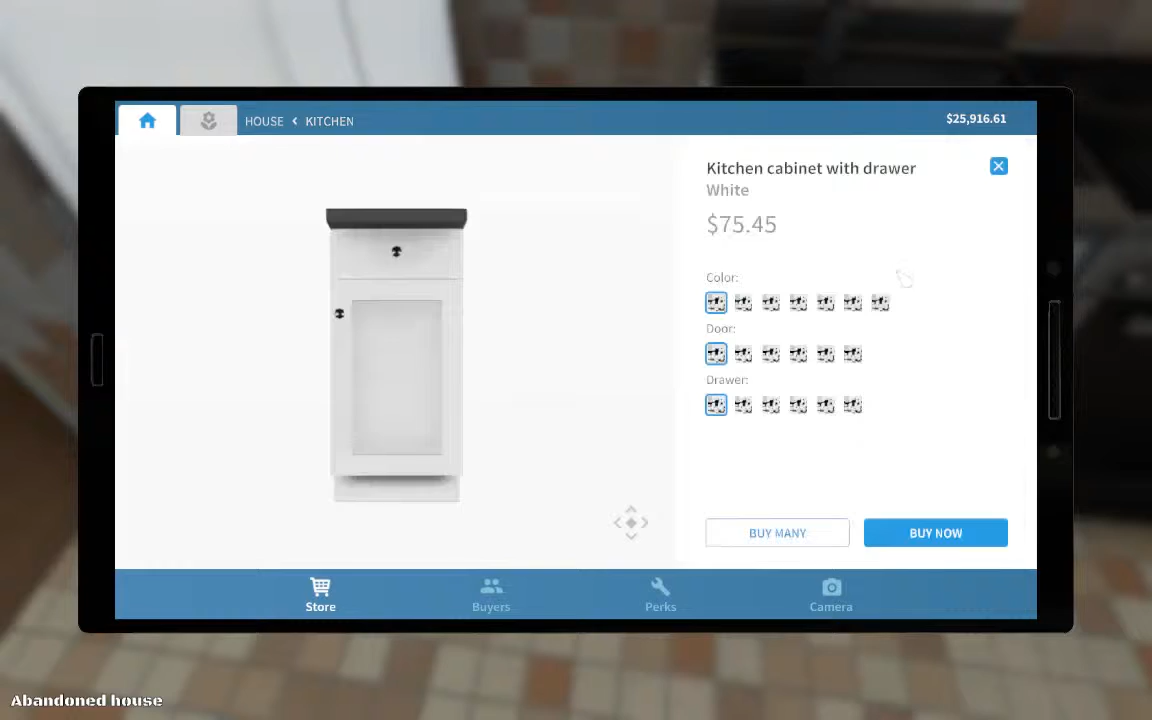 HOUSE < KITCHEN
$25,916.61
Kitchen cabinet with drawer
White
$75.45
Color:
Door:
Drawer:
BUY MANY
BUY NOW
Store
Buyers
Perks
Camera
Abandoned house